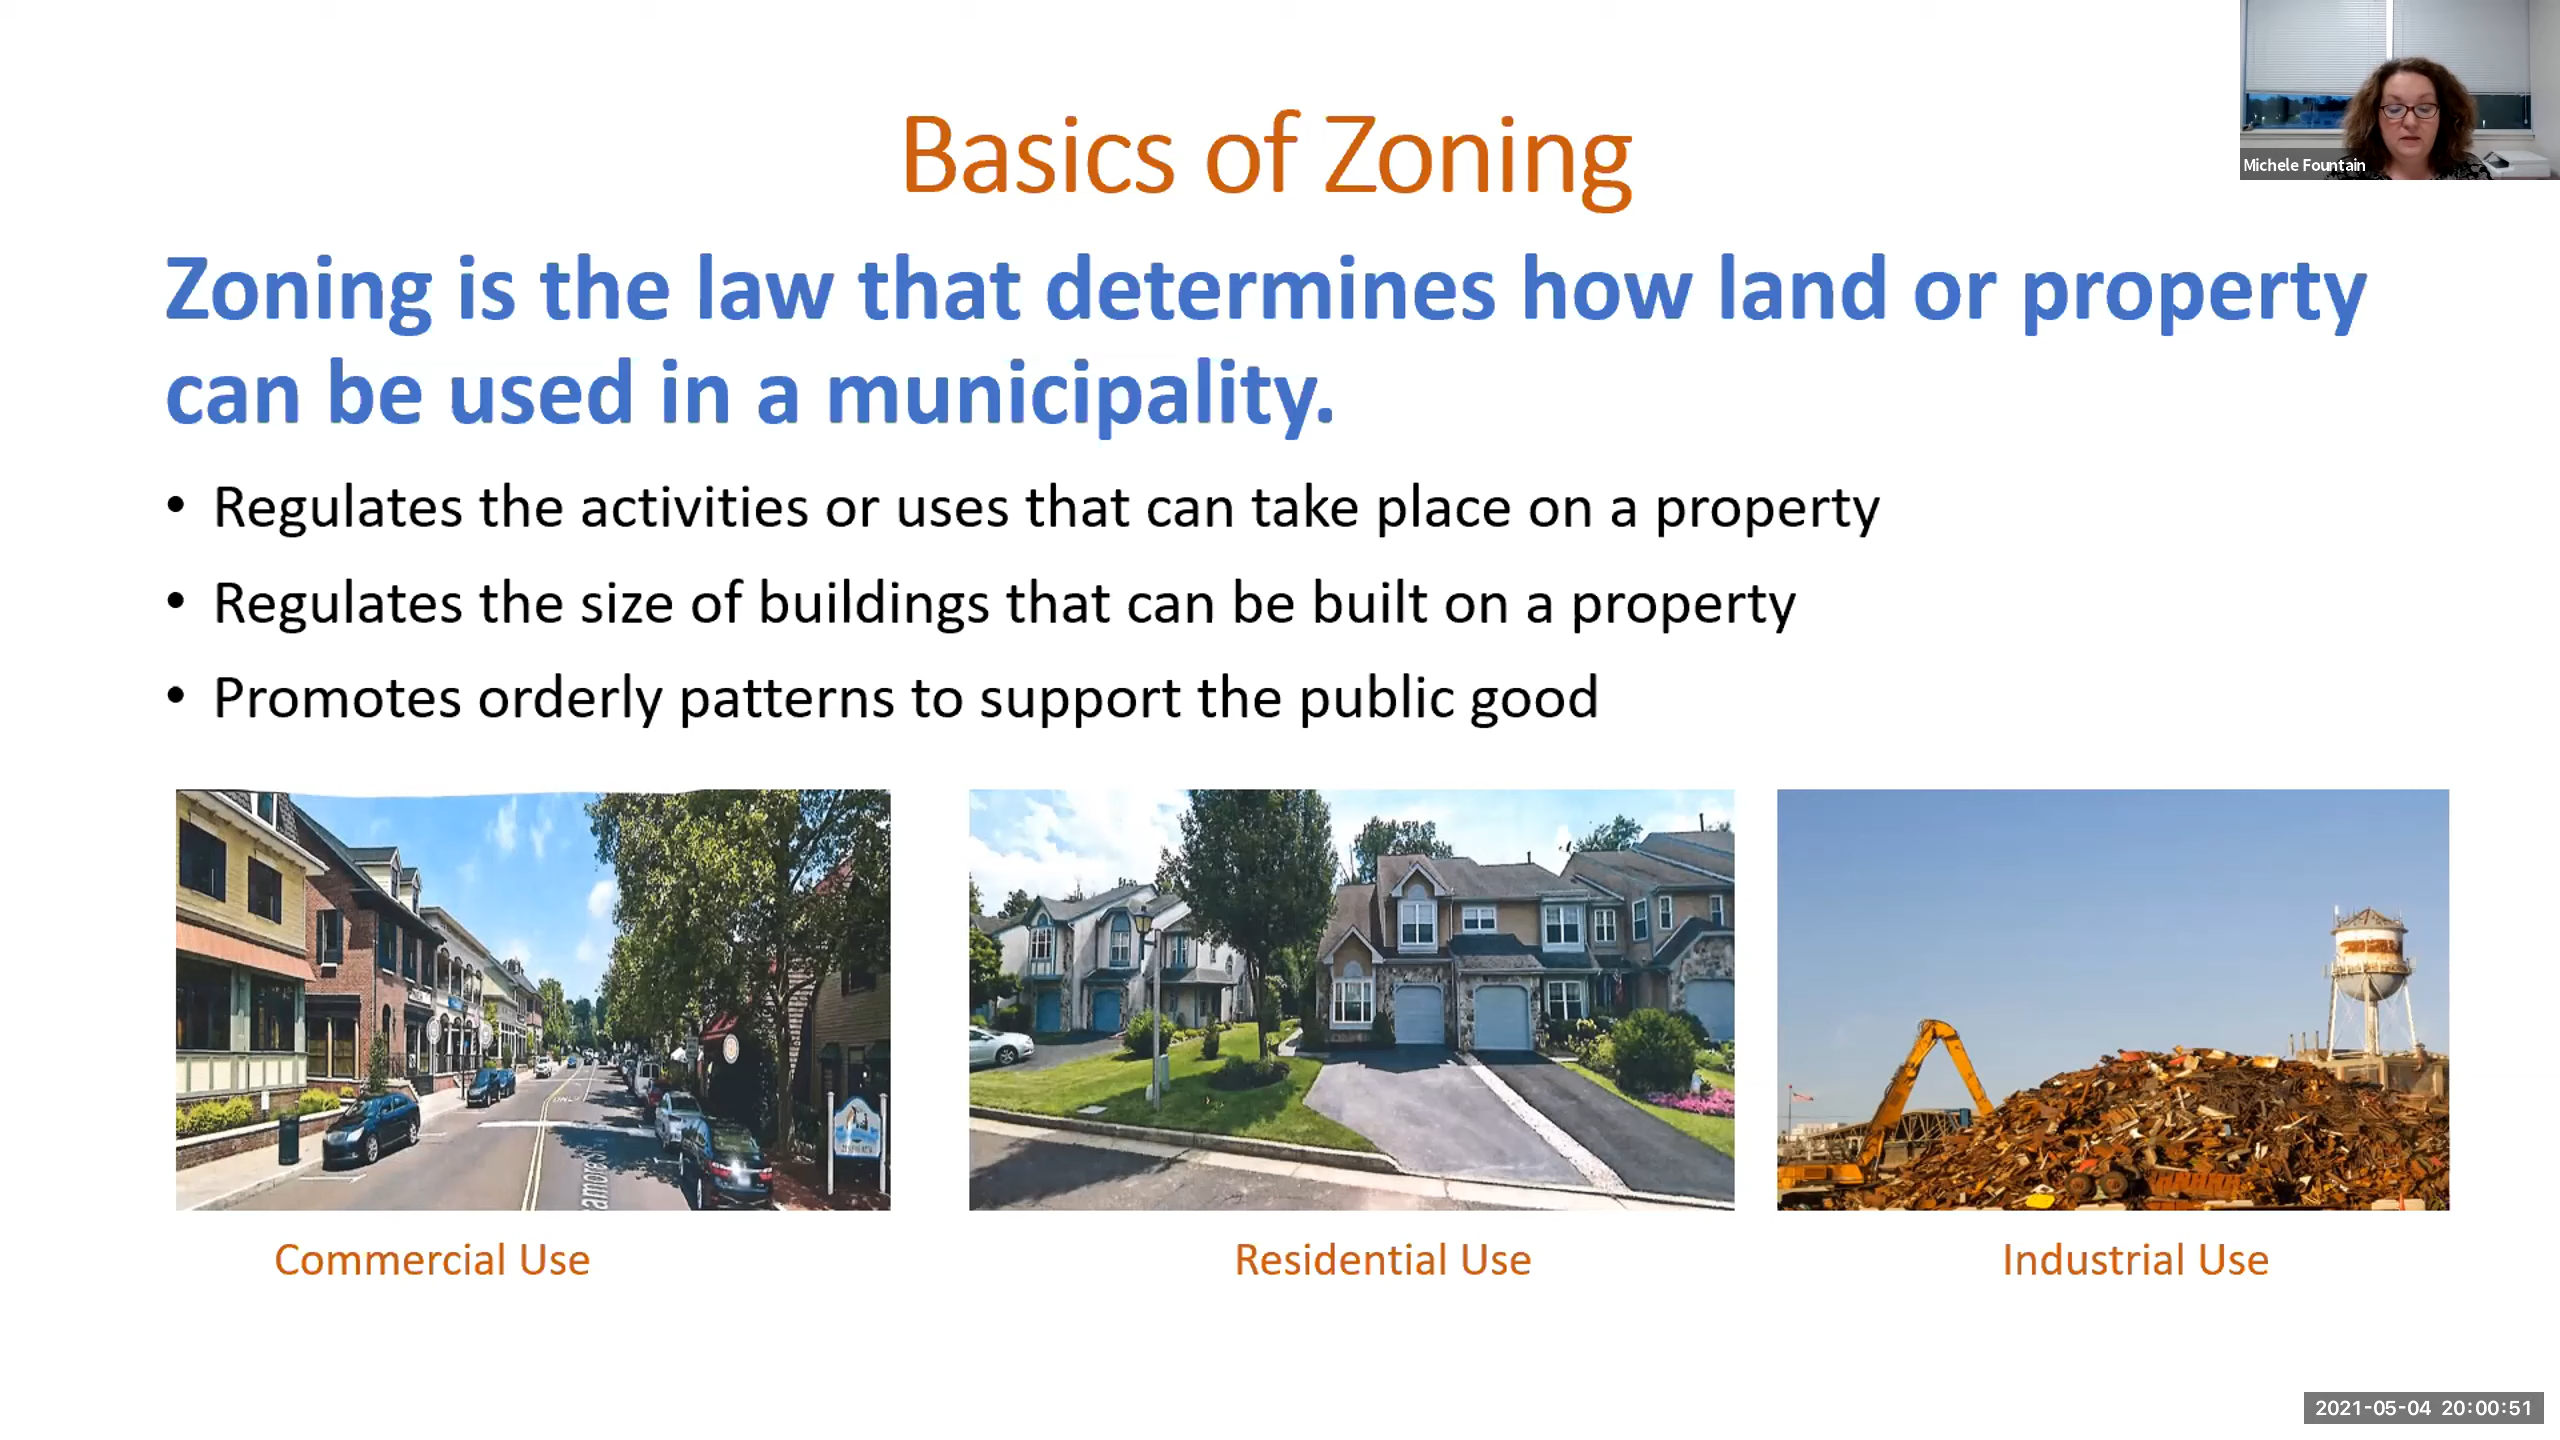 Basics of Zoning
Michele Fountain
Zoning is the law that determines how land or property
can be used in a municipality.
• Regulates the activities or uses that can take place on a property
• Regulates the size of buildings that can be built on a property
• Promotes orderly patterns to support the public good
ONLY
Commercial Use
Residential Use
Industrial Use
2021-05-04 20:00:51